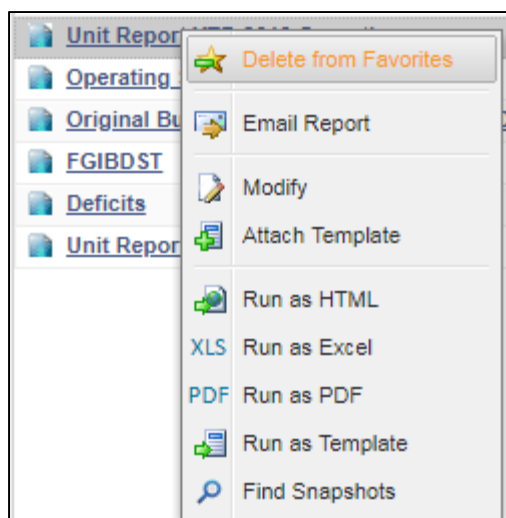 Unit Report
Delete from Favorites
Operating
Original Bu
Email Report
FGIBDST
Modify
Deficits
Attach Template
Unit Repor
Run as HTML
XLS Run as Excel
PDF Run as PDF
Run as Template
Find Snapshots